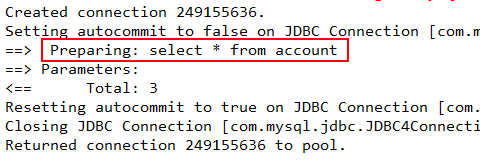 Created connection 249155636.
Setting autocommit to false on JDBC Connection [com.m
==>  Preparing: select * from account
==> Parameters:
<==      Total: 3
Resetting autocommit to true on JDBC Connection [com.
Closing JDBC Connection [com.mysql.jdbc.JDBC4Connecti
Returned connection 249155636 to pool.